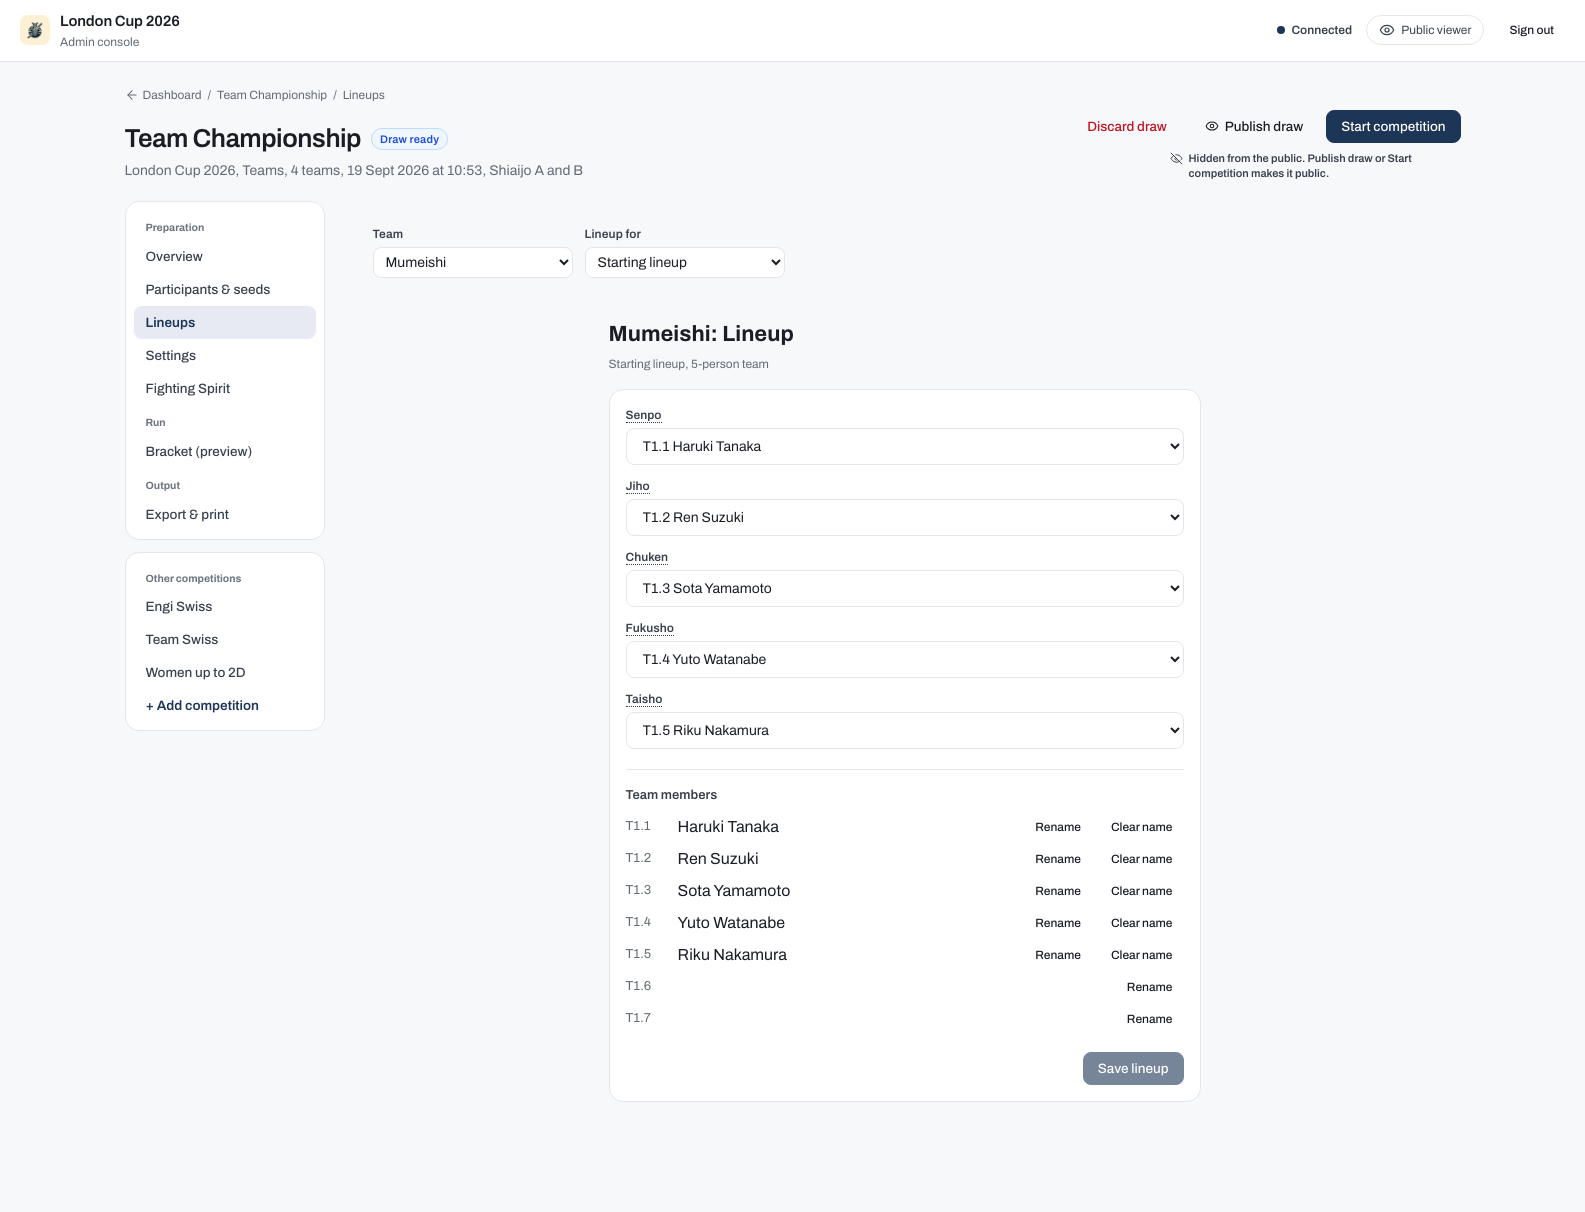 London Cup 2026
Admin console
Connected
Public viewer
Sign out
Dashboard / Team Championship / Lineups
Team Championship
Draw ready
London Cup 2026, Teams, 4 teams, 19 Sept 2026 at 10:53, Shiaijo A and B
Discard draw
Publish draw
Start competition
Hidden from the public. Publish draw or Start
competition makes it public.
Preparation
Overview
Participants & seeds
Lineups
Settings
Fighting Spirit
Run
Bracket (preview)
Output
Export & print
Other competitions
Engi Swiss
Team Swiss
Women up to 2D
+ Add competition
Team
Mumeishi
Lineup for
Starting lineup
Mumeishi: Lineup
Starting lineup, 5-person team
Senpo
T1.1 Haruki Tanaka
Jiho
T1.2 Ren Suzuki
Chuken
T1.3 Sota Yamamoto
Fukusho
T1.4 Yuto Watanabe
Taisho
T1.5 Riku Nakamura
Team members
T1.1 Haruki Tanaka Rename Clear name
T1.2 Ren Suzuki Rename Clear name
T1.3 Sota Yamamoto Rename Clear name
T1.4 Yuto Watanabe Rename Clear name
T1.5 Riku Nakamura Rename Clear name
T1.6 Rename
T1.7 Rename
Save lineup